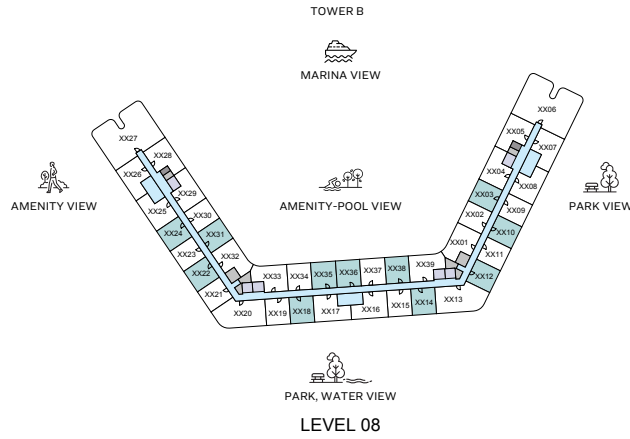 TOWER B
MARINA VIEW
XX06
XX27
XX05
XX07
XX28
XX26
XX04
XX08
XX29
XX03
XX25
XX09
XX30
XX02
XX24
XX31
XX10
AMENITY VIEW
AMENITY-POOL VIEW
PARK VIEW
XX23
XX32
XX01
XX11
XX22
XX33
XX34
XX35
XX36
XX37
XX38
XX39
XX12
XX21
XX20
XX19
XX18
XX17
XX16
XX15
XX14
XX13
PARK, WATER VIEW
LEVEL 08